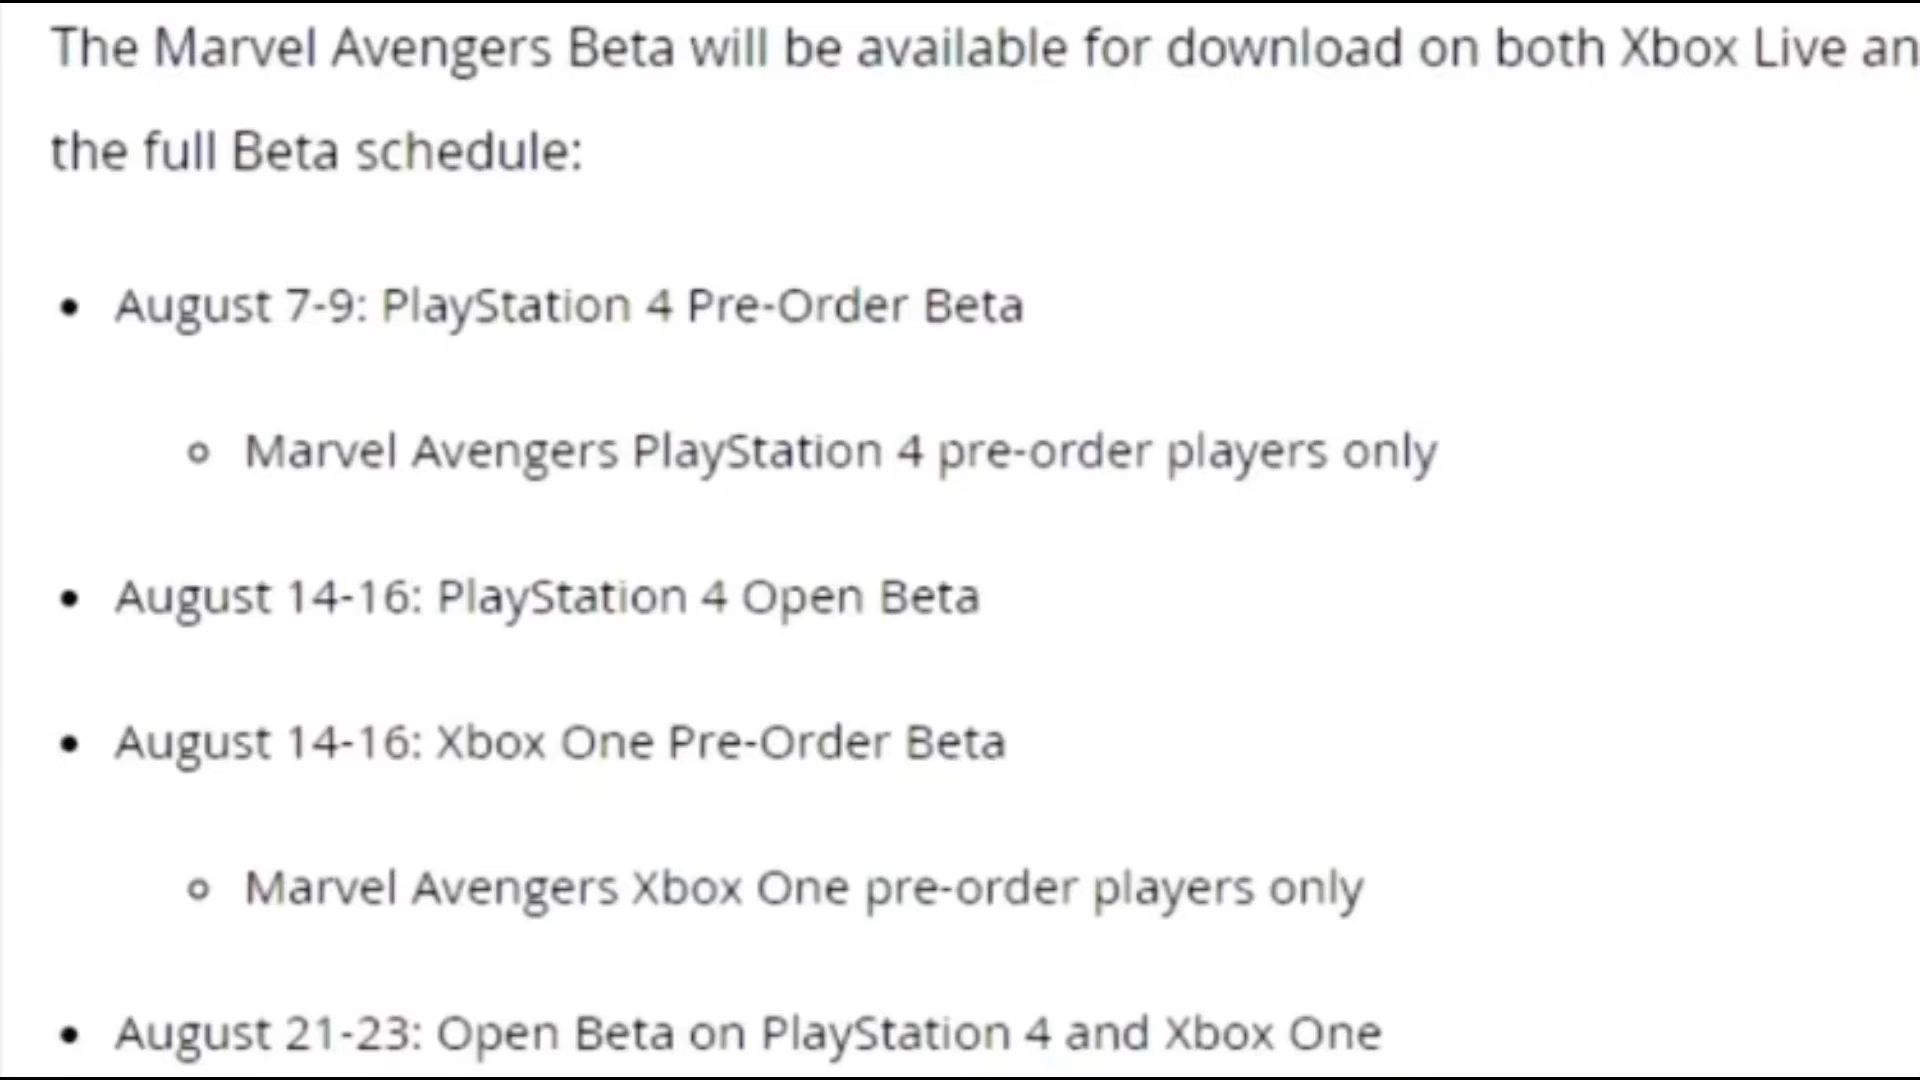 The Marvel Avengers Beta will be available for download on both Xbox Live an
the full Beta schedule:
• August 7-9: PlayStation 4 Pre-Order Beta
◦ Marvel Avengers PlayStation 4 pre-order players only
• August 14-16: PlayStation 4 Open Beta
• August 14-16: Xbox One Pre-Order Beta
◦ Marvel Avengers Xbox One pre-order players only
• August 21-23: Open Beta on PlayStation 4 and Xbox One